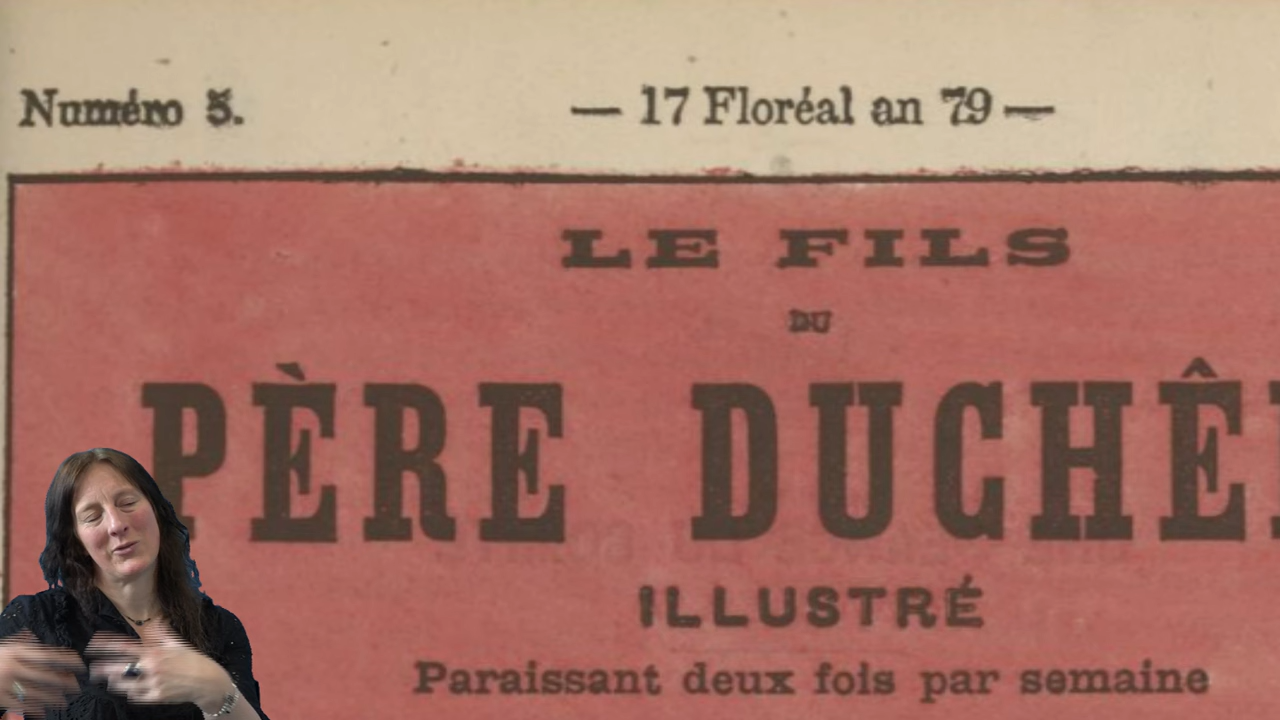 Numéro 5.
— 17 Floréal an 79 —
LE FILS
DU
PÈRE DUCHÊ
ILLUSTRÉ
Paraissant deux fois par semaine